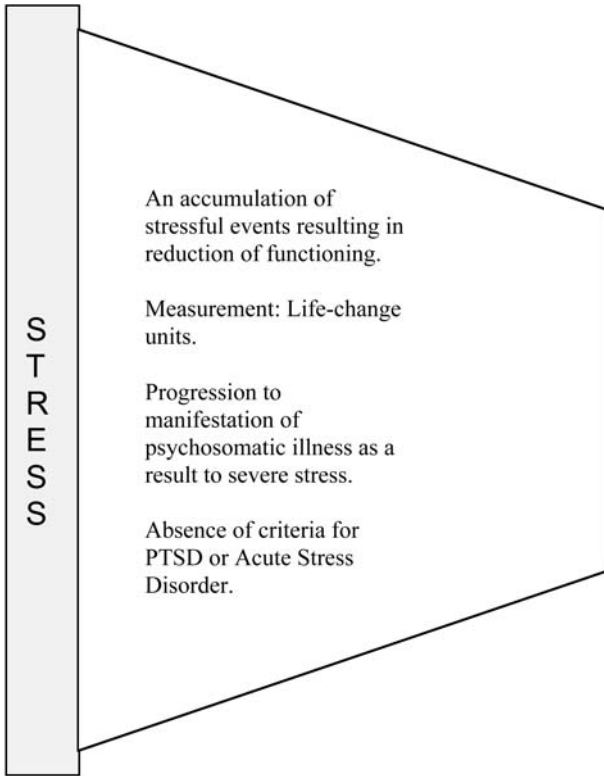 STRESS
An accumulation of
stressful events resulting in
reduction of functioning.
Measurement: Life-change
units.
Progression to
manifestation of
psychosomatic illness as a
result to severe stress.
Absence of criteria for
PTSD or Acute Stress
Disorder.